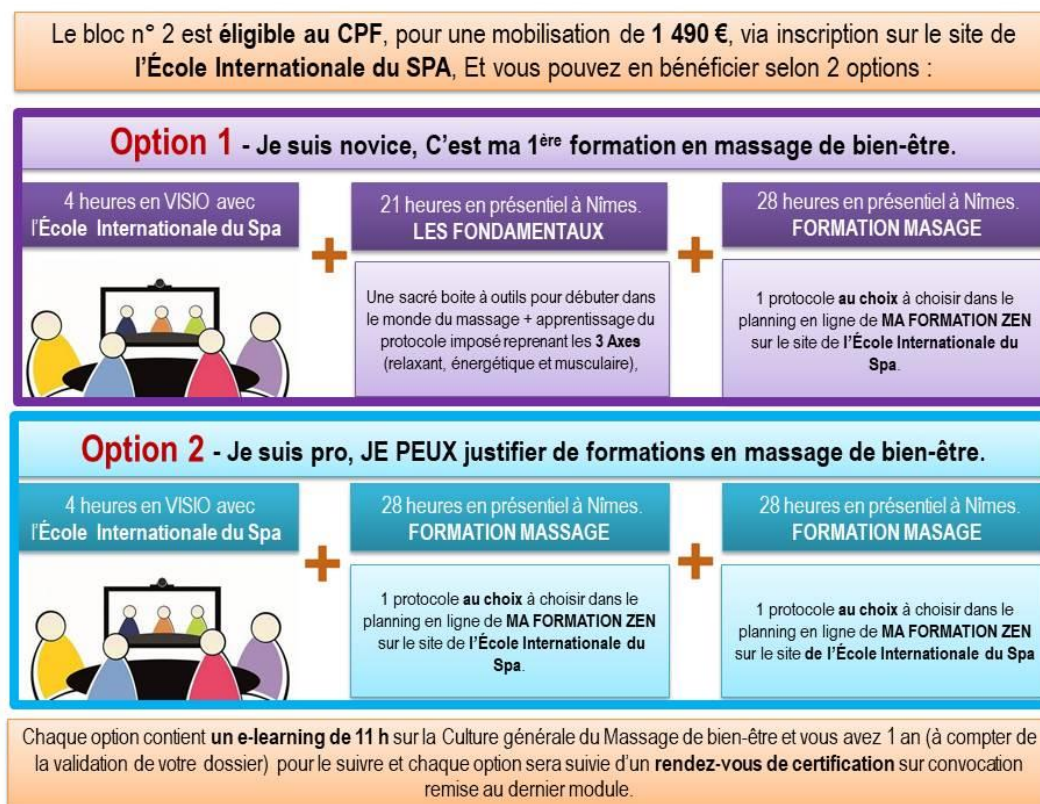 Le bloc n° 2 est éligible au CPF, pour une mobilisation de 1 490 €, via inscription sur le site de
l'École Internationale du SPA, Et vous pouvez en bénéficier selon 2 options :
Option 1 - Je suis novice, C'est ma 1ère formation en massage de bien-être.
4 heures en VISIO avec
l'École Internationale du Spa
+
21 heures en présentiel à Nîmes.
LES FONDAMENTAUX
Une sacré boite à outils pour débuter dans
le monde du massage + apprentissage du
protocole imposé reprenant les 3 Axes
(relaxant, énergétique et musculaire),
+
28 heures en présentiel à Nîmes.
FORMATION MASAGE
1 protocole au choix à choisir dans le
planning en ligne de MA FORMATION ZEN
sur le site de l'École Internationale du
Spa.
Option 2 - Je suis pro, JE PEUX justifier de formations en massage de bien-être.
4 heures en VISIO avec
l'École Internationale du Spa
+
28 heures en présentiel à Nîmes.
FORMATION MASSAGE
1 protocole au choix à choisir dans le
planning en ligne de MA FORMATION ZEN
sur le site de l'École Internationale du
Spa.
+
28 heures en présentiel à Nîmes.
FORMATION MASAGE
1 protocole au choix à choisir dans le
planning en ligne de MA FORMATION ZEN
sur le site de l'École Internationale du Spa
Chaque option contient un e-learning de 11 h sur la Culture générale du Massage de bien-être et vous avez 1 an (à compter de
la validation de votre dossier) pour le suivre et chaque option sera suivie d'un rendez-vous de certification sur convocation
remise au dernier module.